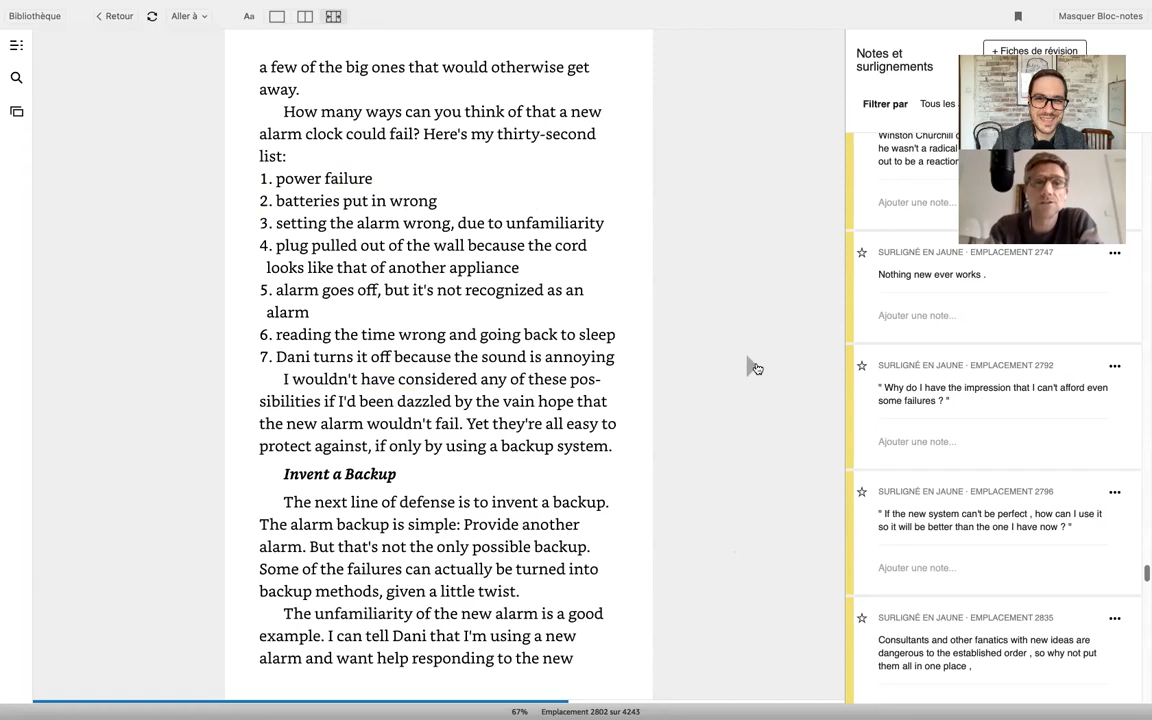 Bibliothèque
Retour
Aller à
Aa
Masquer Bloc-notes
a few of the big ones that would otherwise get
away.
How many ways can you think of that a new
alarm clock could fail? Here's my thirty-second
list:
1. power failure
2. batteries put in wrong
3. setting the alarm wrong, due to unfamiliarity
4. plug pulled out of the wall because the cord
looks like that of another appliance
5. alarm goes off, but it's not recognized as an
alarm
6. reading the time wrong and going back to sleep
7. Dani turns it off because the sound is annoying
I wouldn't have considered any of these pos-
sibilities if I'd been dazzled by the vain hope that
the new alarm wouldn't fail. Yet they're all easy to
protect against, if only by using a backup system.
Invent a Backup
The next line of defense is to invent a backup.
The alarm backup is simple: Provide another
alarm. But that's not the only possible backup.
Some of the failures can actually be turned into
backup methods, given a little twist.
The unfamiliarity of the new alarm is a good
example. I can tell Dani that I'm using a new
alarm and want help responding to the new
Notes et
surlignements
+ Fiches de révision
Filtrer par Tous les
Winston Churchill
he wasn't a radical
out to be a reaction
Ajouter une note...
SURLIGNÉ EN JAUNE · EMPLACEMENT 2747
Nothing new ever works .
Ajouter une note...
SURLIGNÉ EN JAUNE · EMPLACEMENT 2792
" Why do I have the impression that I can't afford even
some failures ? "
Ajouter une note...
SURLIGNÉ EN JAUNE · EMPLACEMENT 2796
" If the new system can't be perfect , how can I use it
so it will be better than the one I have now ? "
Ajouter une note...
SURLIGNÉ EN JAUNE · EMPLACEMENT 2835
Consultants and other fanatics with new ideas are
dangerous to the established order , so why not put
them all in one place ,
67% Emplacement 2802 sur 4243